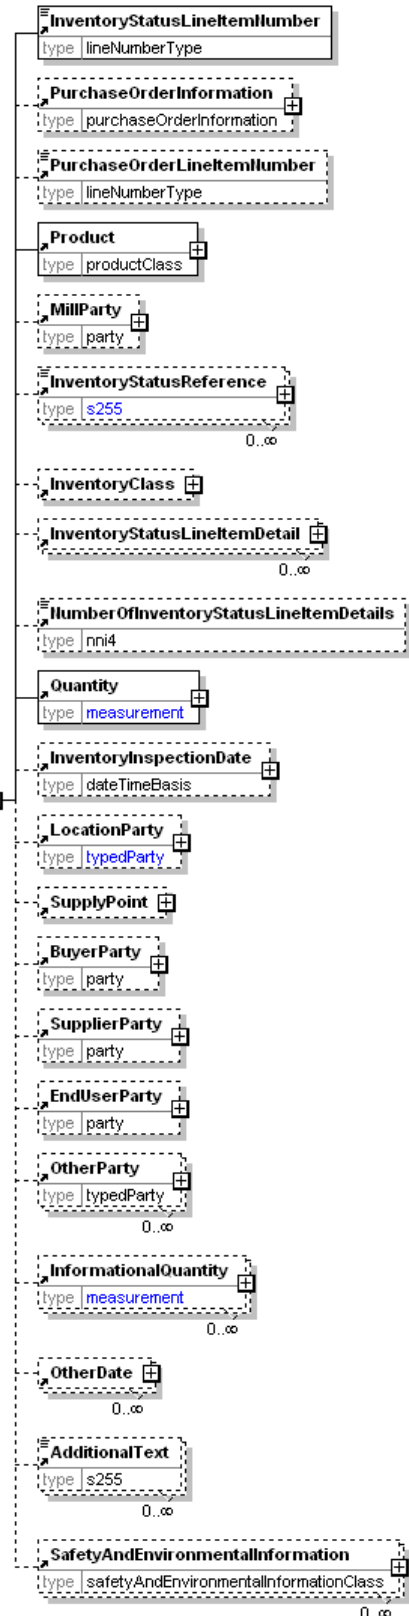 InventoryStatusLineItemNumber
type lineNumberType
PurchaseOrderInformation
type purchaseOrderInformation
PurchaseOrderLineItemNumber
type lineNumberType
Product
type productClass
MillParty
type party
InventoryStatusReference
type s255
0..∞
InventoryClass
InventoryStatusLineItemDetail
0..∞
NumberOfInventoryStatusLineItemDetails
type nni4
Quantity
type measurement
InventoryInspectionDate
type dateTimeBasis
LocationParty
type typedParty
SupplyPoint
BuyerParty
type party
SupplierParty
type party
EndUserParty
type party
OtherParty
type typedParty
0..∞
InformationalQuantity
type measurement
0..∞
OtherDate
0..∞
AdditionalText
type s255
0..∞
SafetyAndEnvironmentalInformation
type safetyAndEnvironmentalInformationClass
0..∞